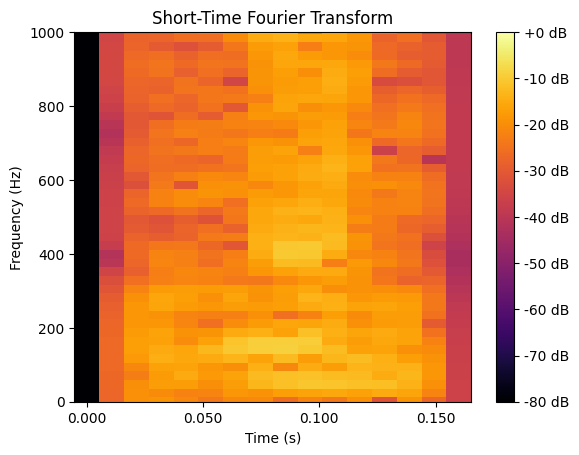 Short-Time Fourier Transform
1000
800
600
400
200
0
Frequency (Hz)
0.000
0.050
0.100
0.150
Time (s)
+0 dB
-10 dB
-20 dB
-30 dB
-40 dB
-50 dB
-60 dB
-70 dB
-80 dB